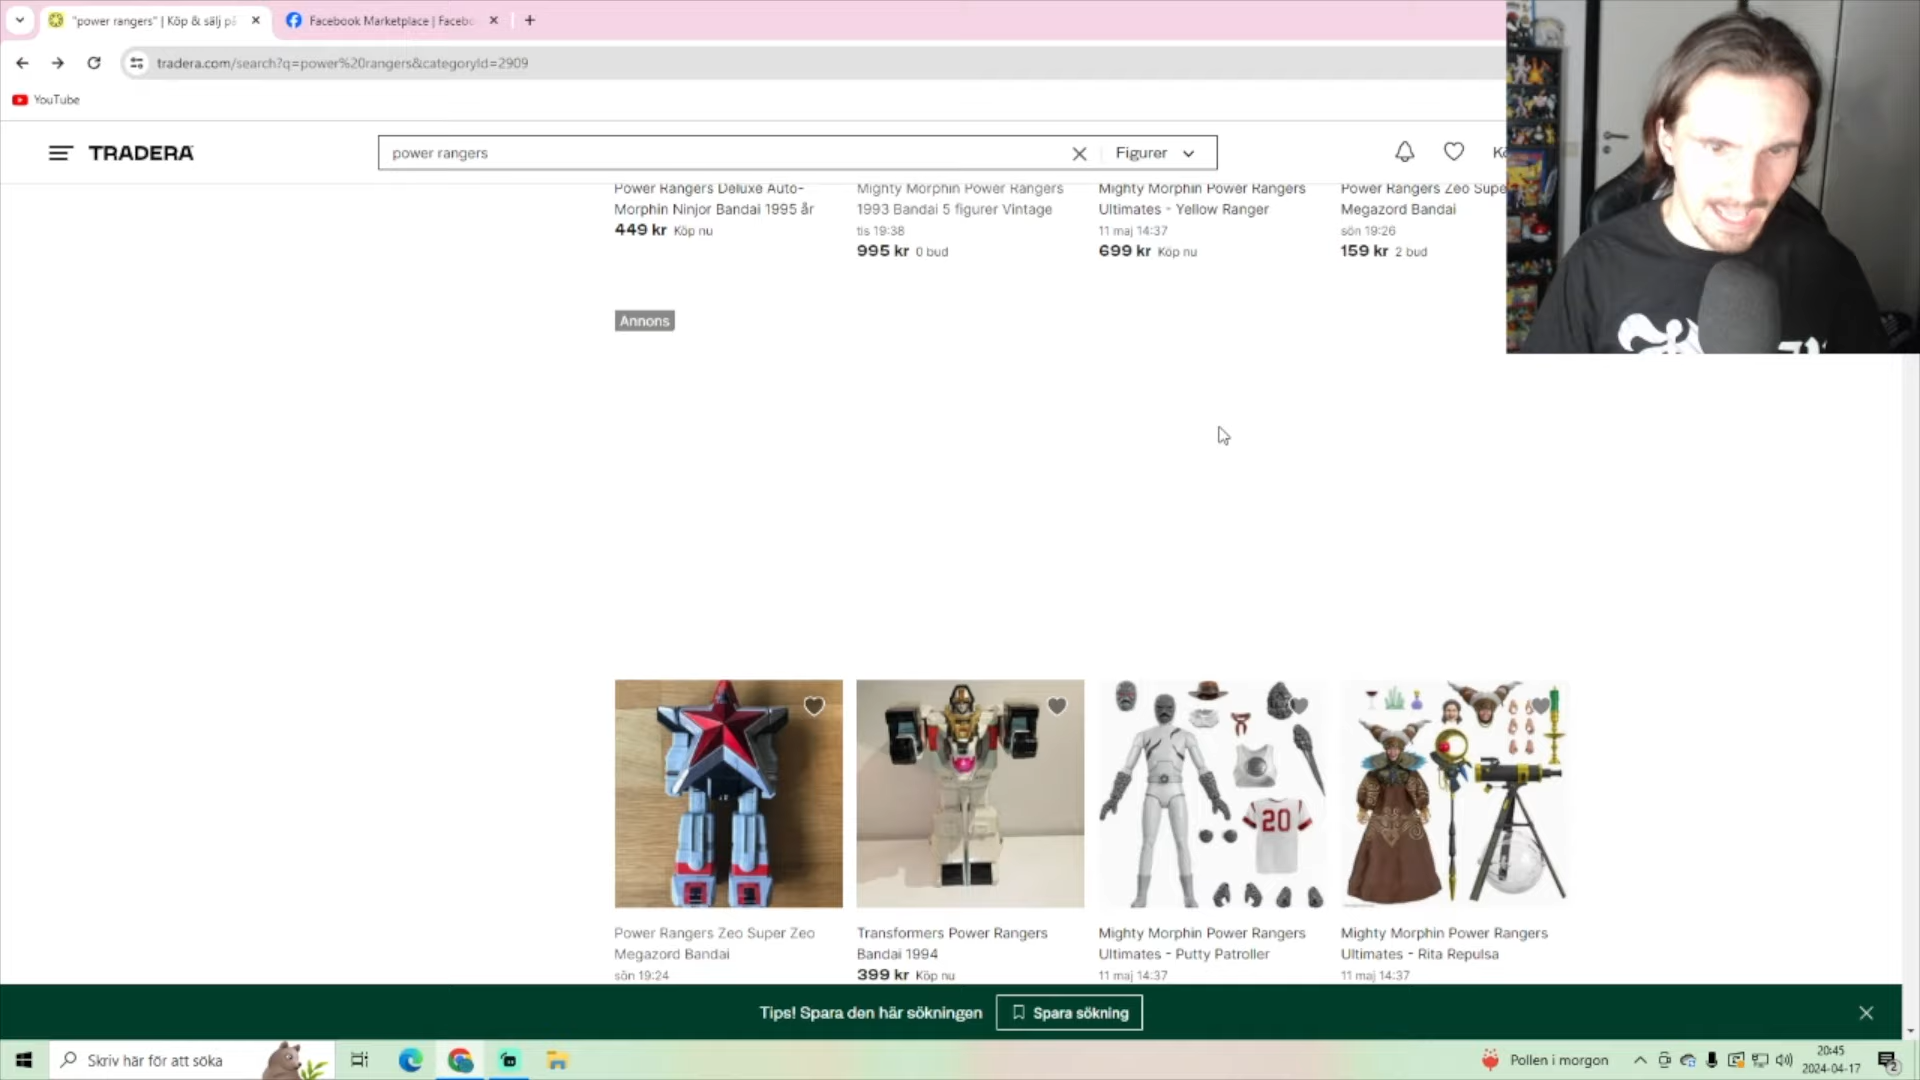 "power rangers" | Köp & sälj på
Facebook Marketplace | Facebo
tradera.com/search?q=power%20rangers&categoryId=2909
YouTube
TRADERA
power rangers
Figurer
Power Rangers Deluxe Auto-
Morphin Ninjor Bandai 1995 år
449 kr Köp nu
Mighty Morphin Power Rangers
1993 Bandai 5 figurer Vintage
tis 19:38
995 kr 0 bud
Mighty Morphin Power Rangers
Ultimates - Yellow Ranger
11 maj 14:37
699 kr Köp nu
Power Rangers Zeo Supe
Megazord Bandai
sön 19:26
159 kr 2 bud
Annons
20
Power Rangers Zeo Super Zeo
Megazord Bandai
sön 19:24
Transformers Power Rangers
Bandai 1994
399 kr Köp nu
Mighty Morphin Power Rangers
Ultimates - Putty Patroller
11 maj 14:37
Mighty Morphin Power Rangers
Ultimates - Rita Repulsa
11 maj 14:37
Tips! Spara den här sökningen
Spara sökning
Skriv här för att söka
Pollen i morgon
20:45
2024-04-17
2